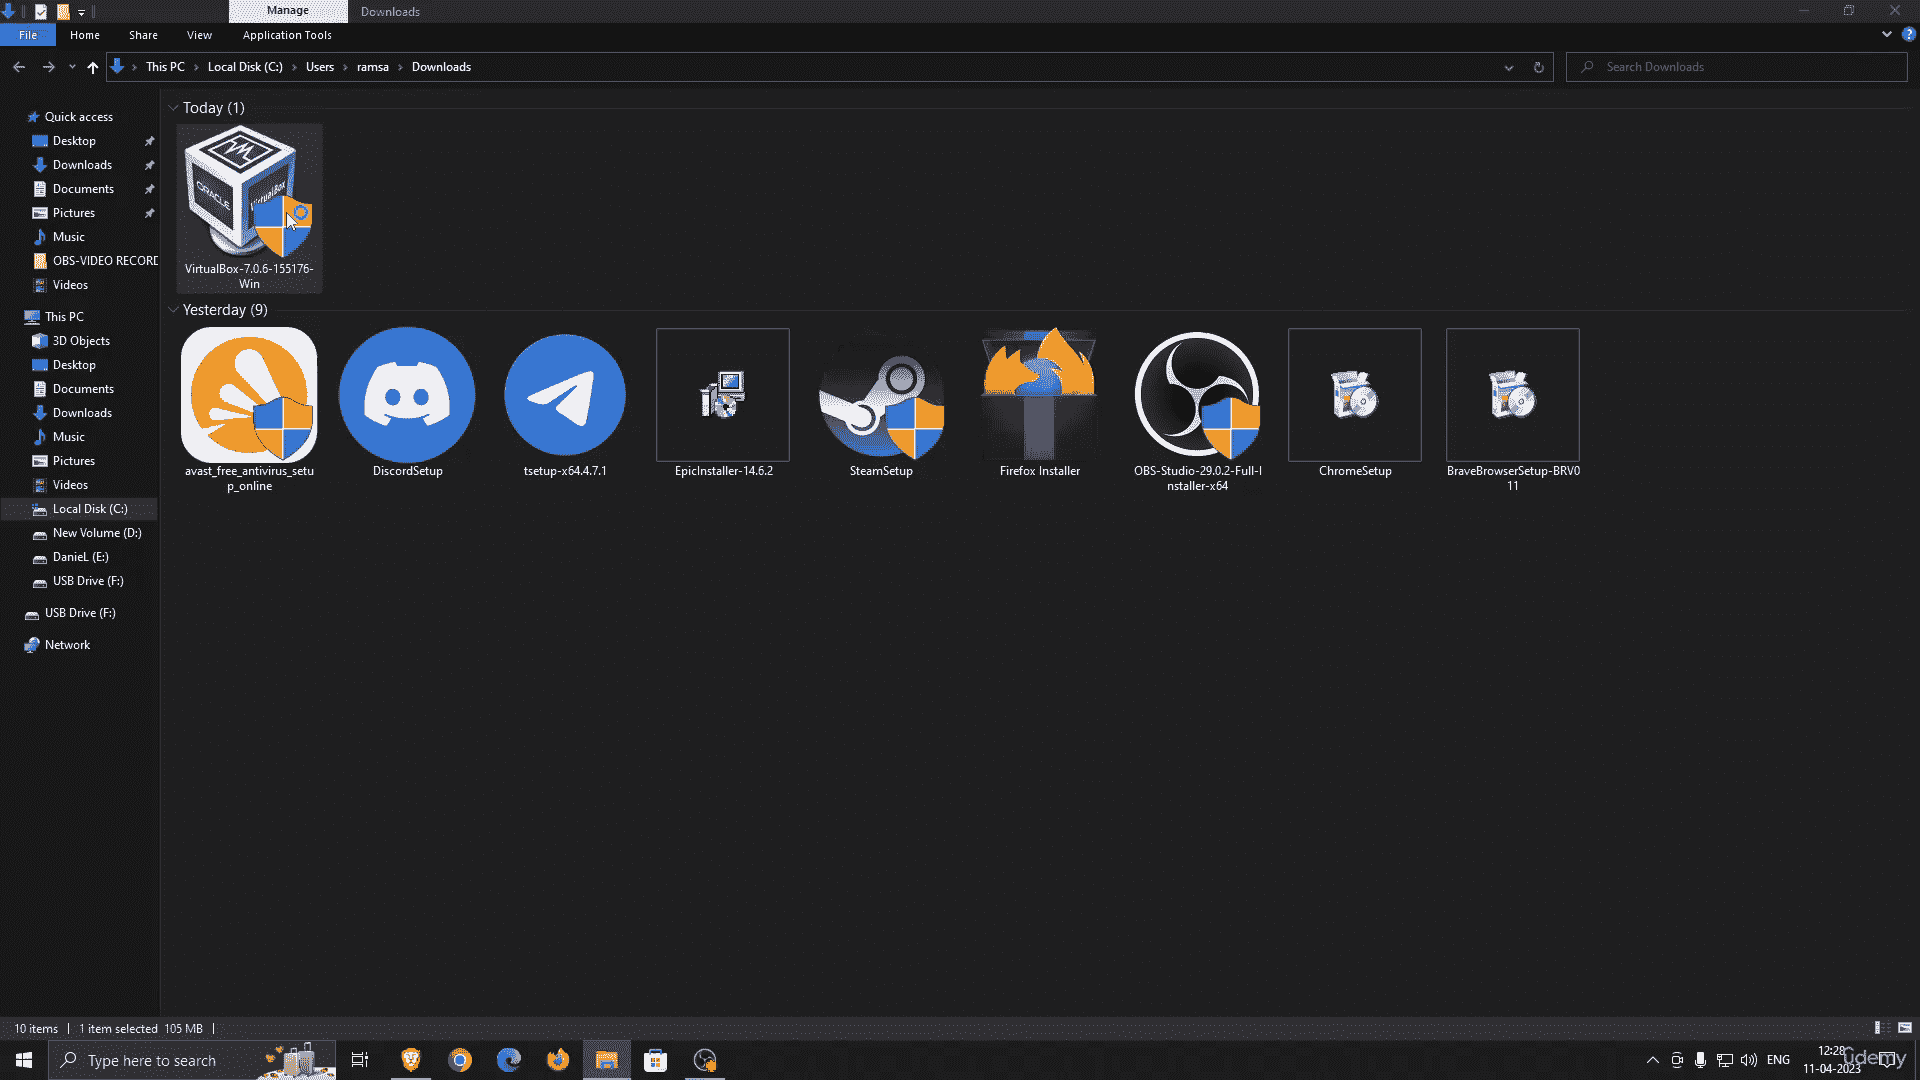 Manage
Downloads
File
Home
Share
View
Application Tools
This PC
Local Disk (C:)
Users
ramsa
Downloads
Search Downloads
Quick access
Desktop
Downloads
Documents
Pictures
Music
OBS-VIDEO RECORD
Videos
This PC
3D Objects
Desktop
Documents
Downloads
Music
Pictures
Videos
Local Disk (C:)
New Volume (D:)
DanieL (E:)
USB Drive (F:)
USB Drive (F:)
Network
Today (1)
ORACLE
VirtualBox
VirtualBox-7.0.6-155176-
Win
Yesterday (9)
avast_free_antivirus_setu
p_online
DiscordSetup
tsetup-x64.4.7.1
EpicInstaller-14.6.2
SteamSetup
Firefox Installer
OBS-Studio-29.0.2-Full-I
nstaller-x64
ChromeSetup
BraveBrowserSetup-BRV0
11
10 items
1 item selected 105 MB
Type here to search
ENG
12:28
11-04-2023
ûdemy